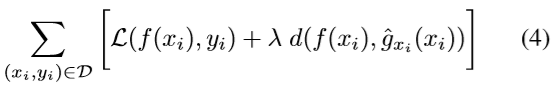 ∑_{(x_i,y_i)∈𝒟} [ ℒ(f(x_i), y_i) + λ d(f(x_i), ĝ_{x_i}(x_i)) ] (4)